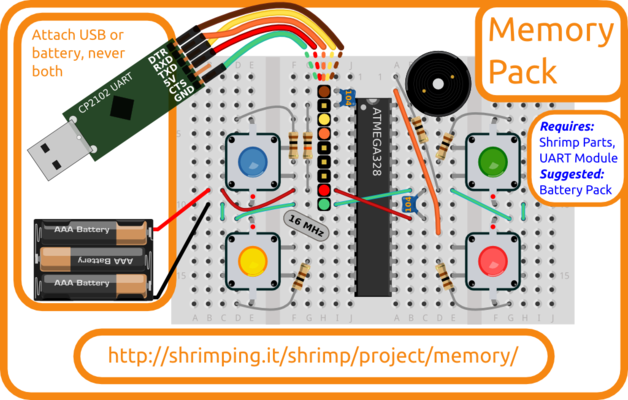 Attach USB or
battery, never
both
DTR
RXD
TXD
5V
CTS
GND
CP2102 UART
Memory
Pack
Requires:
Shrimp Parts,
UART Module
Suggested:
Battery Pack
ATMEGA328
104
104
16 MHz
AAA Battery
AAA Battery
AAA Battery
http://shrimping.it/shrimp/project/memory/